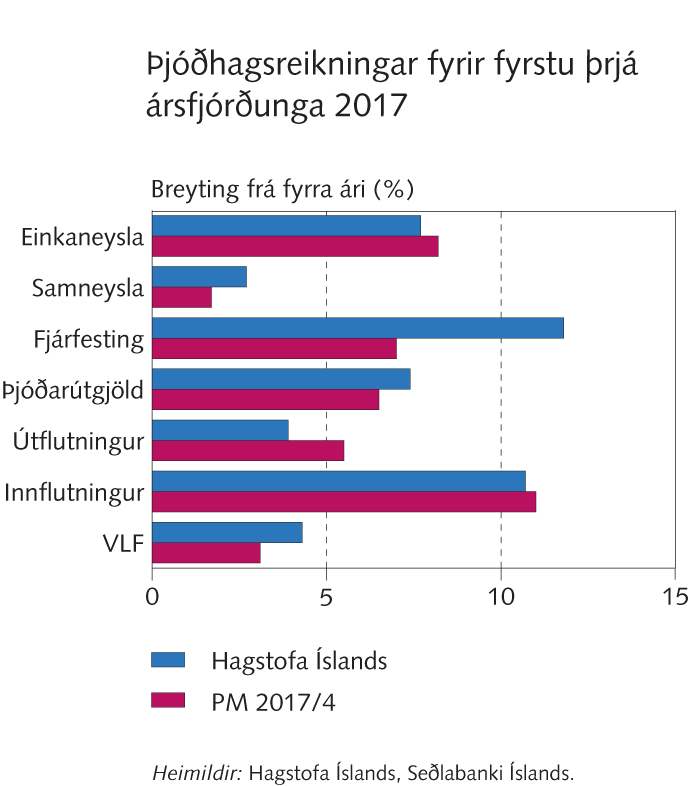 Þjóðhagsreikningar fyrir fyrstu þrjá
ársfjórðunga 2017
Breyting frá fyrra ári (%)
Einkaneysla
Samneysla
Fjárfesting
Þjóðarútgjöld
Útflutningur
Innflutningur
VLF
0 5 10 15
Hagstofa Íslands
PM 2017/4
Heimildir: Hagstofa Íslands, Seðlabanki Íslands.